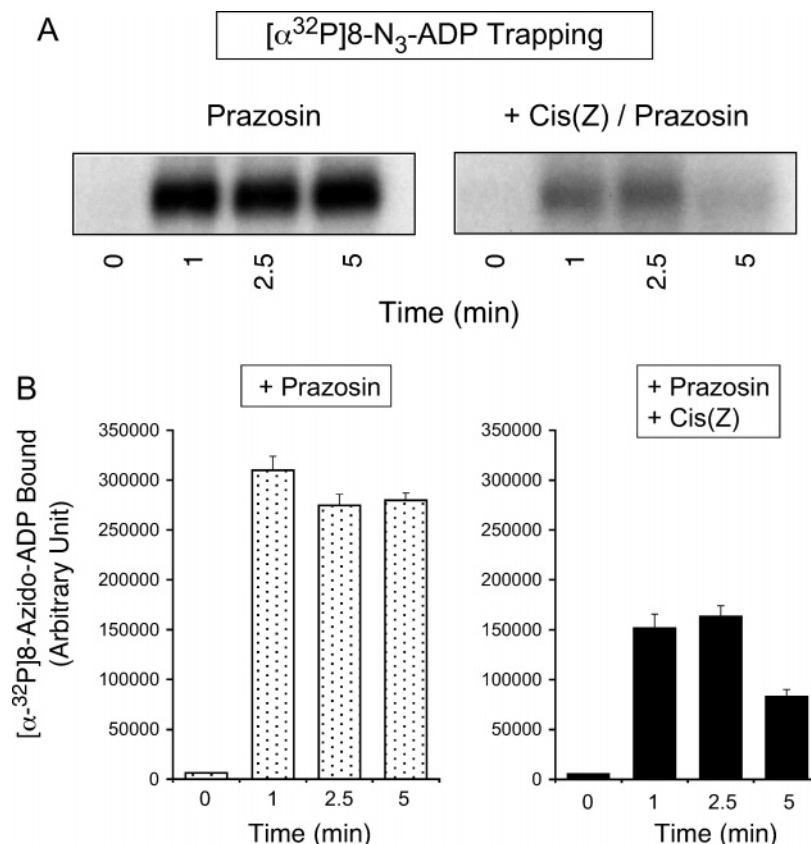 A
[α³²P]8-N₃-ADP Trapping
Prazosin
+ Cis(Z) / Prazosin
0 1 2.5 5
0 1 2.5 5
Time (min)
B
+ Prazosin
[α-³²P]8-Azido-ADP Bound
(Arbitrary Unit)
350000
300000
250000
200000
150000
100000
50000
0
0 1 2.5 5
Time (min)
+ Prazosin
+ Cis(Z)
350000
300000
250000
200000
150000
100000
50000
0
0 1 2.5 5
Time (min)